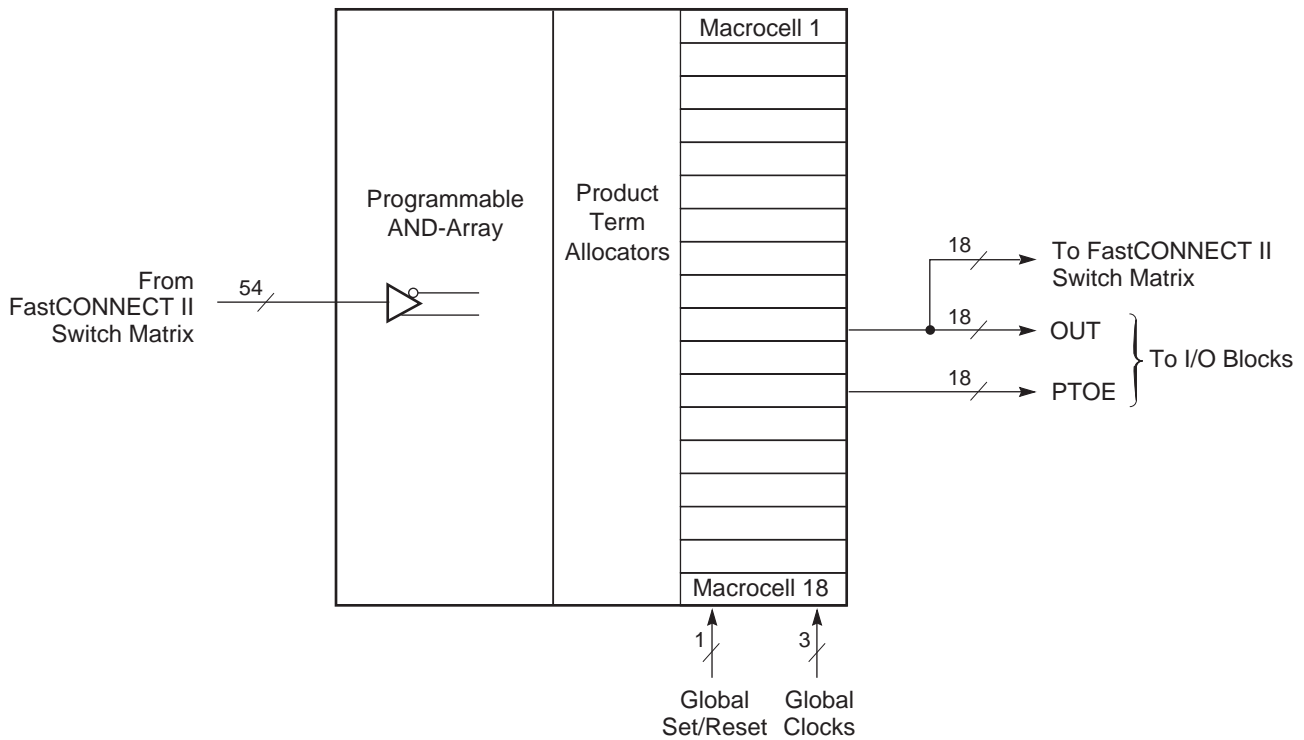 Macrocell 1
Programmable
AND-Array
Product
Term
Allocators
From
FastCONNECT II
Switch Matrix
54
18
To FastCONNECT II
Switch Matrix
18
OUT
To I/O Blocks
18
PTOE
Macrocell 18
1
3
Global
Set/Reset
Global
Clocks